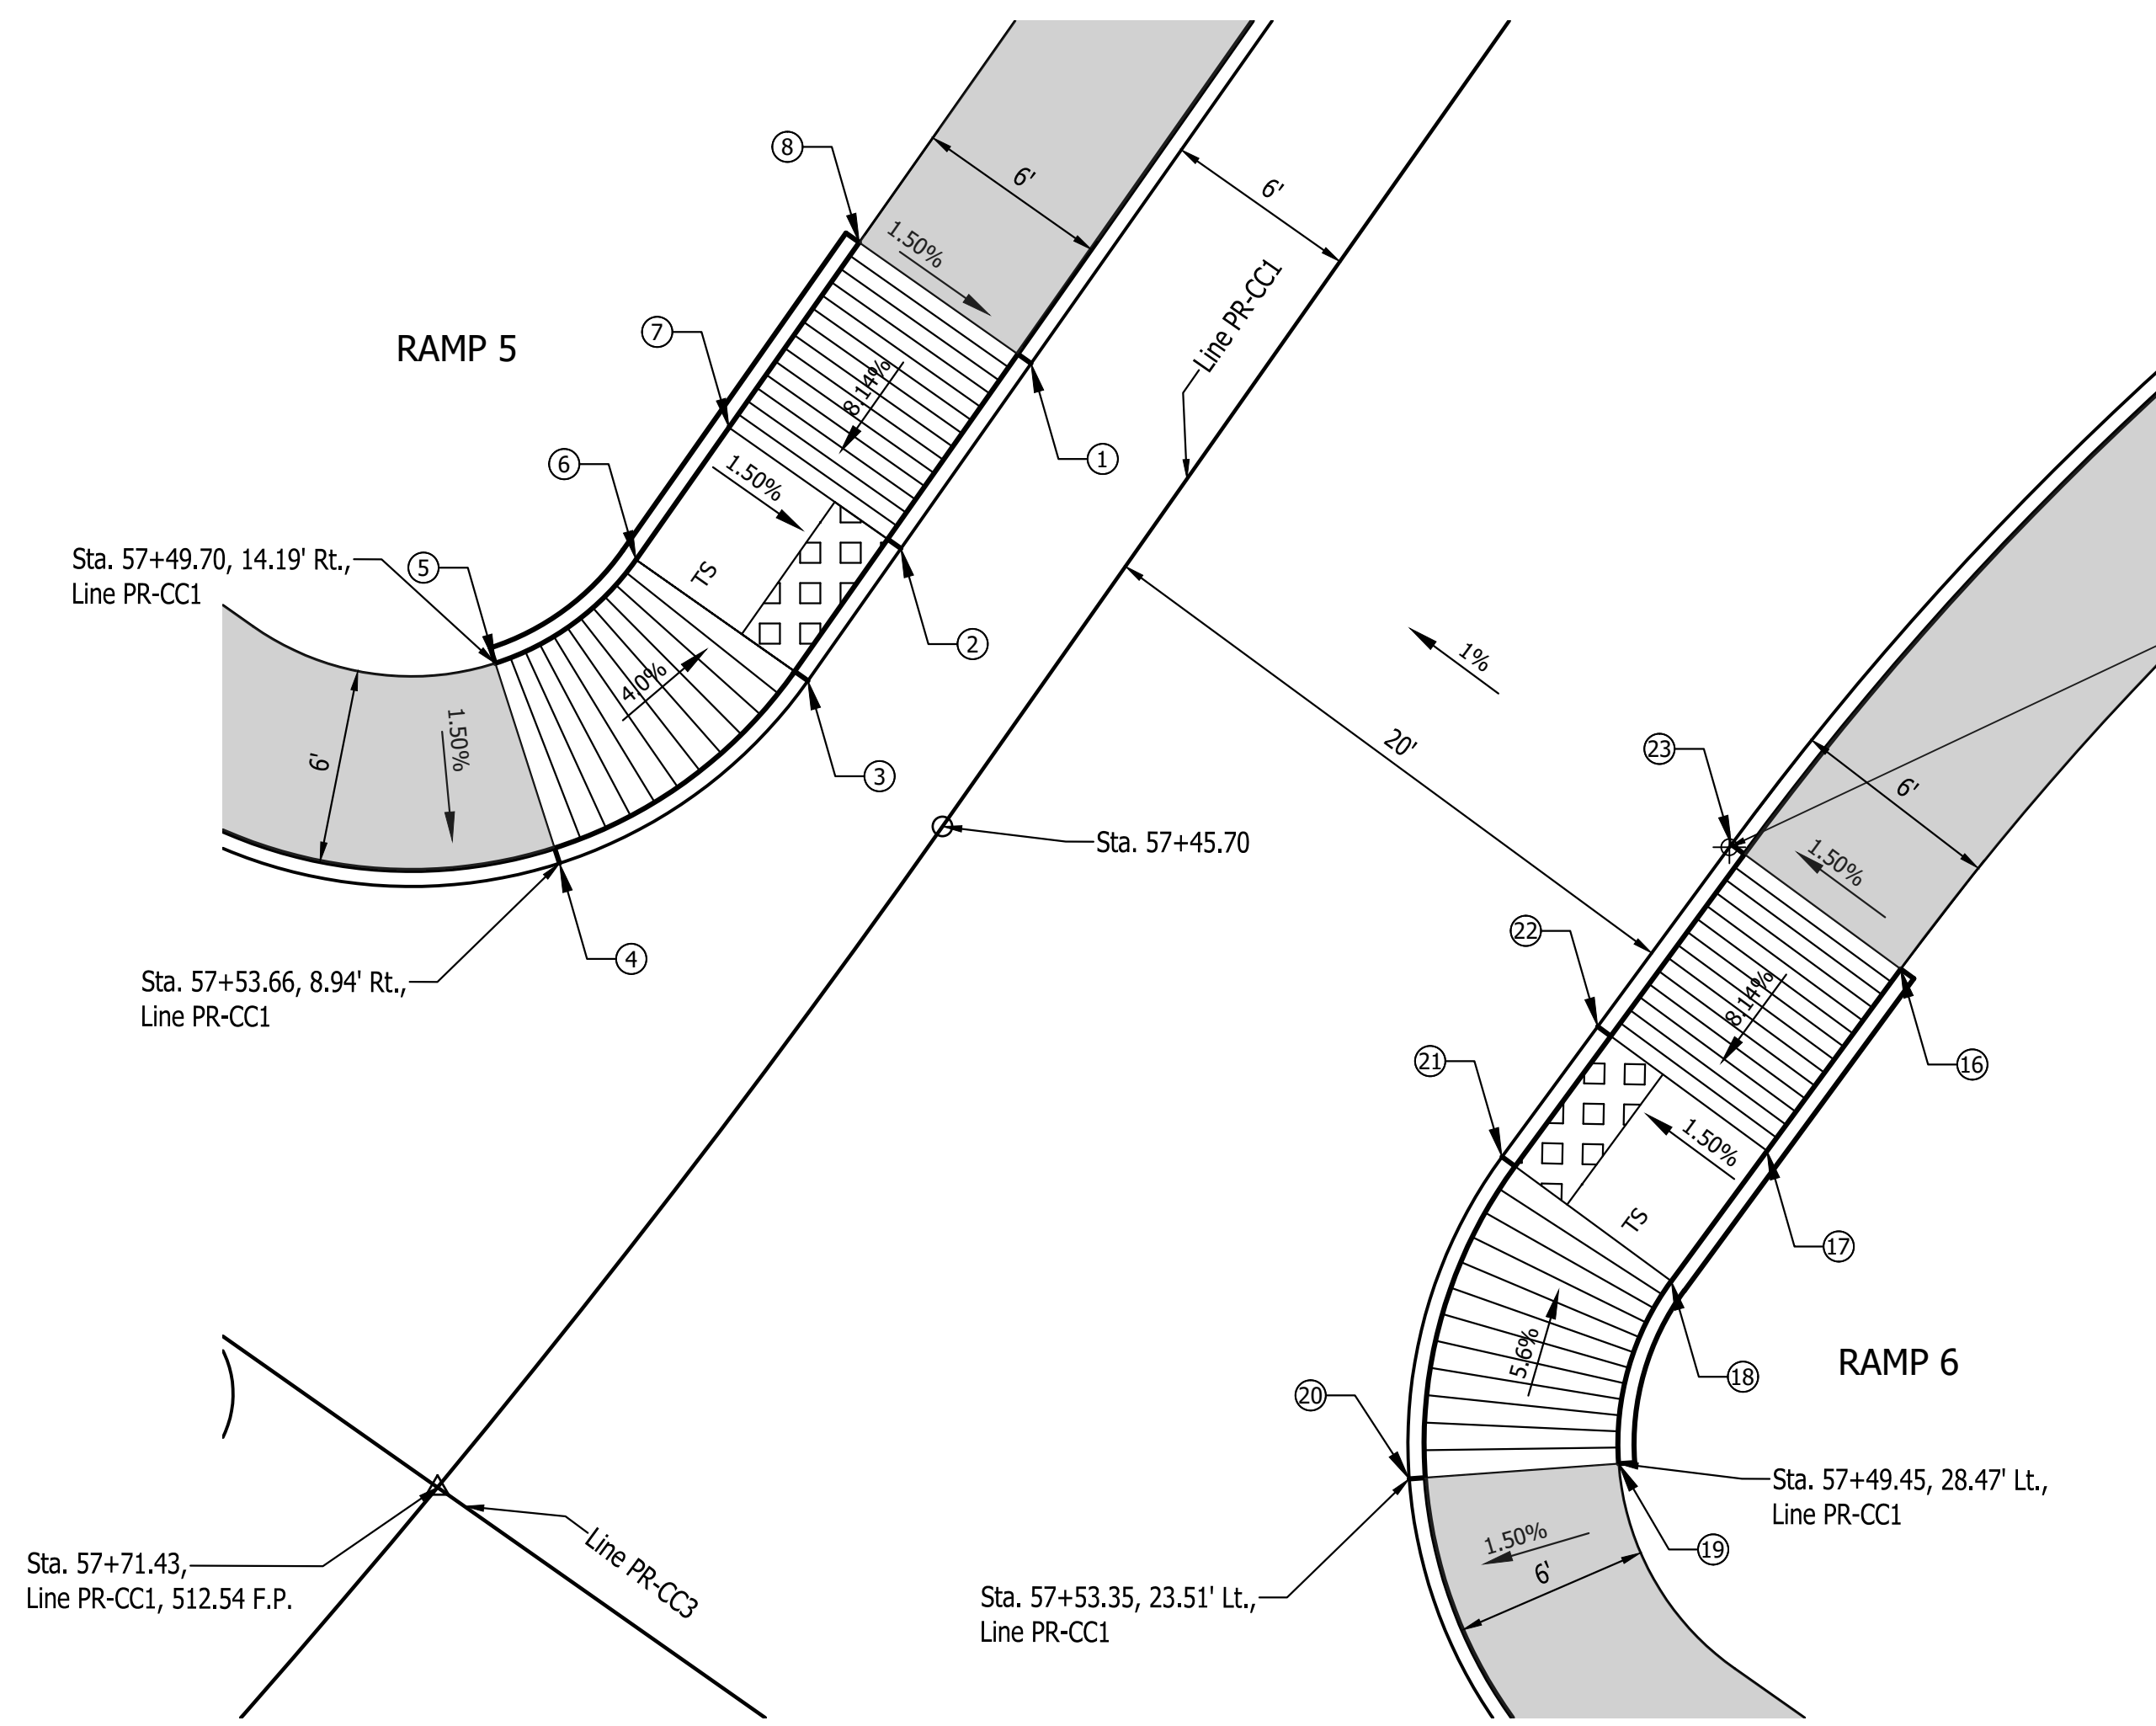 8
6'
6'
1.50%
Line PR-CC1
RAMP 5
7
8.14%
1
6
1.50%
Sta. 57+49.70, 14.19' Rt.,
Line PR-CC1
5
TS
2
4.0%
1.50%
6'
3
1%
20'
23
6'
Sta. 57+45.70
1.50%
4
Sta. 57+53.66, 8.94' Rt.,
Line PR-CC1
22
8.14%
21
16
1.50%
TS
17
5.6%
RAMP 6
18
20
Sta. 57+49.45, 28.47' Lt.,
Line PR-CC1
1.50%
19
6'
Sta. 57+71.43,
Line PR-CC1, 512.54 F.P.
Line PR-CC3
Sta. 57+53.35, 23.51' Lt.,
Line PR-CC1